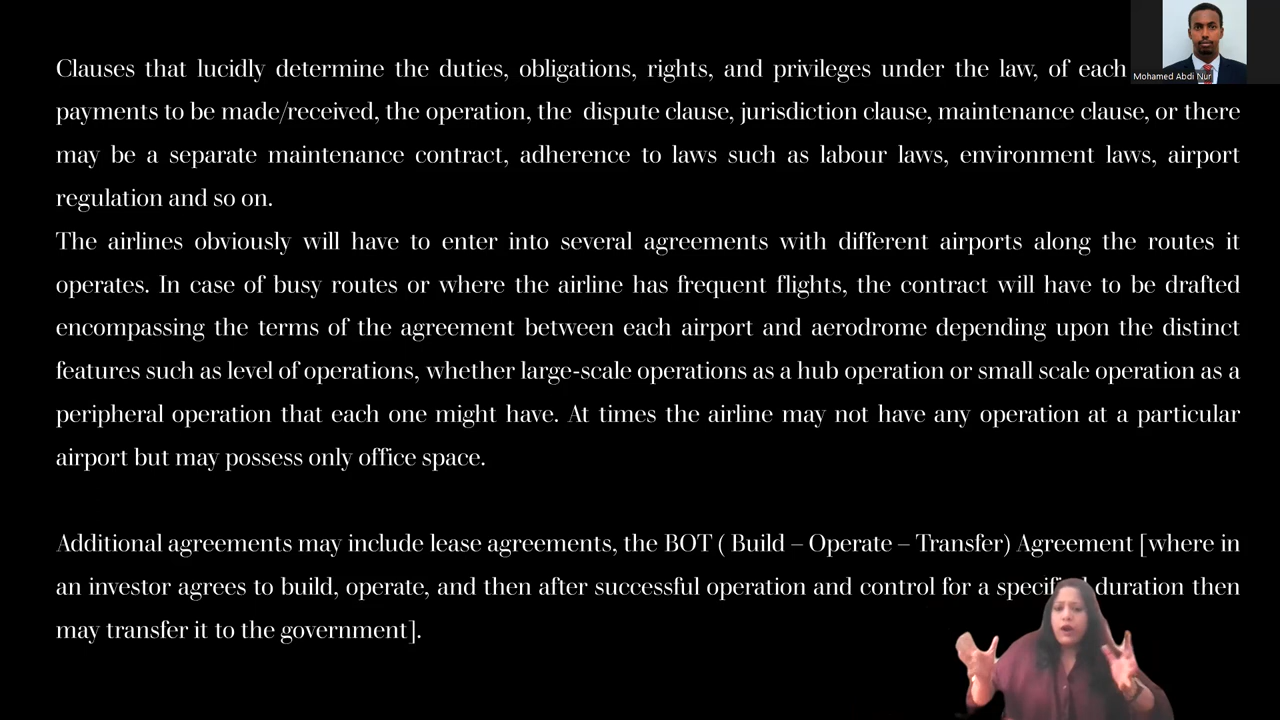 Clauses that lucidly determine the duties, obligations, rights, and privileges under the law, of each
Mohamed Abdi Nur
payments to be made/received, the operation, the dispute clause, jurisdiction clause, maintenance clause, or there
may be a separate maintenance contract, adherence to laws such as labour laws, environment laws, airport
regulation and so on.
The airlines obviously will have to enter into several agreements with different airports along the routes it
operates. In case of busy routes or where the airline has frequent flights, the contract will have to be drafted
encompassing the terms of the agreement between each airport and aerodrome depending upon the distinct
features such as level of operations, whether large-scale operations as a hub operation or small scale operation as a
peripheral operation that each one might have. At times the airline may not have any operation at a particular
airport but may possess only office space.
Additional agreements may include lease agreements, the BOT ( Build – Operate – Transfer) Agreement [where in
an investor agrees to build, operate, and then after successful operation and control for a duration then
may transfer it to the government].